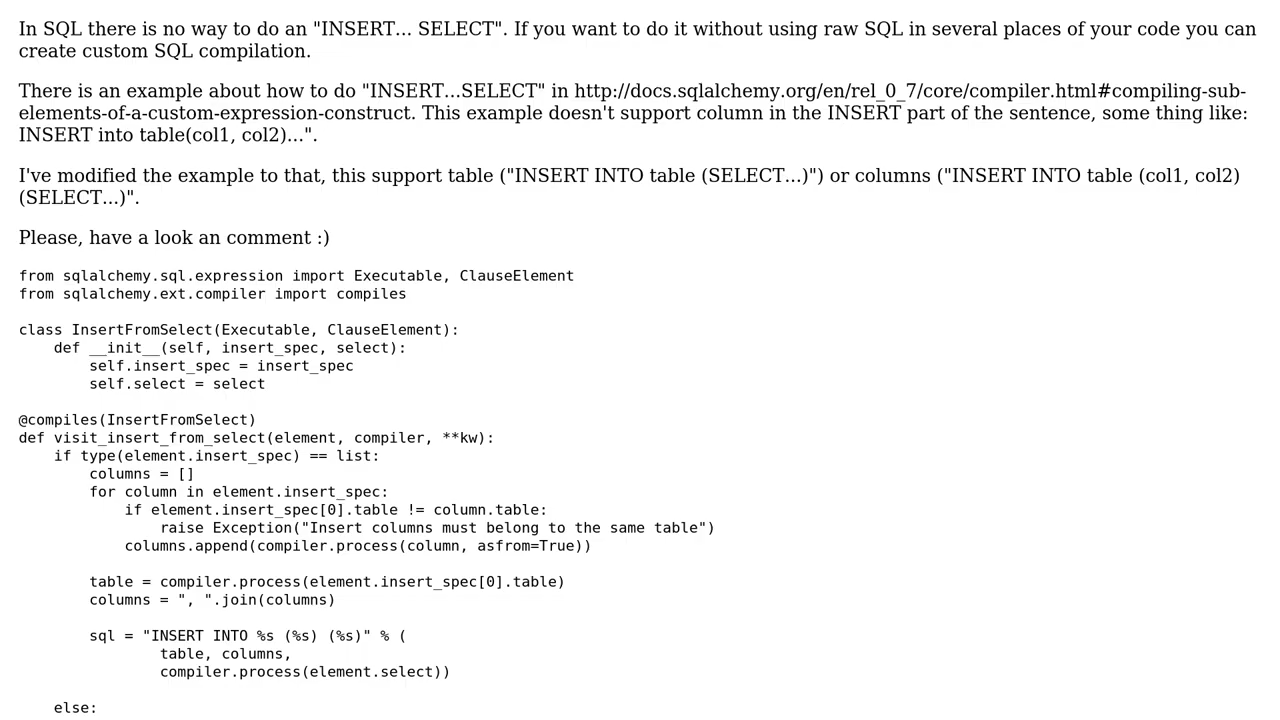 In SQL there is no way to do an "INSERT... SELECT". If you want to do it without using raw SQL in several places of your code you can
create custom SQL compilation.
There is an example about how to do "INSERT...SELECT" in http://docs.sqlalchemy.org/en/rel_0_7/core/compiler.html#compiling-sub-
elements-of-a-custom-expression-construct. This example doesn't support column in the INSERT part of the sentence, some thing like:
INSERT into table(col1, col2)...".
I've modified the example to that, this support table ("INSERT INTO table (SELECT...)") or columns ("INSERT INTO table (col1, col2)
(SELECT...)".
Please, have a look an comment :)
from sqlalchemy.sql.expression import Executable, ClauseElement
from sqlalchemy.ext.compiler import compiles
class InsertFromSelect(Executable, ClauseElement):
    def __init__(self, insert_spec, select):
        self.insert_spec = insert_spec
        self.select = select
@compiles(InsertFromSelect)
def visit_insert_from_select(element, compiler, **kw):
    if type(element.insert_spec) == list:
        columns = []
        for column in element.insert_spec:
            if element.insert_spec[0].table != column.table:
                raise Exception("Insert columns must belong to the same table")
            columns.append(compiler.process(column, asfrom=True))
        table = compiler.process(element.insert_spec[0].table)
        columns = ", ".join(columns)
        sql = "INSERT INTO %s (%s) (%s)" % (
                table, columns,
                compiler.process(element.select))
    else: